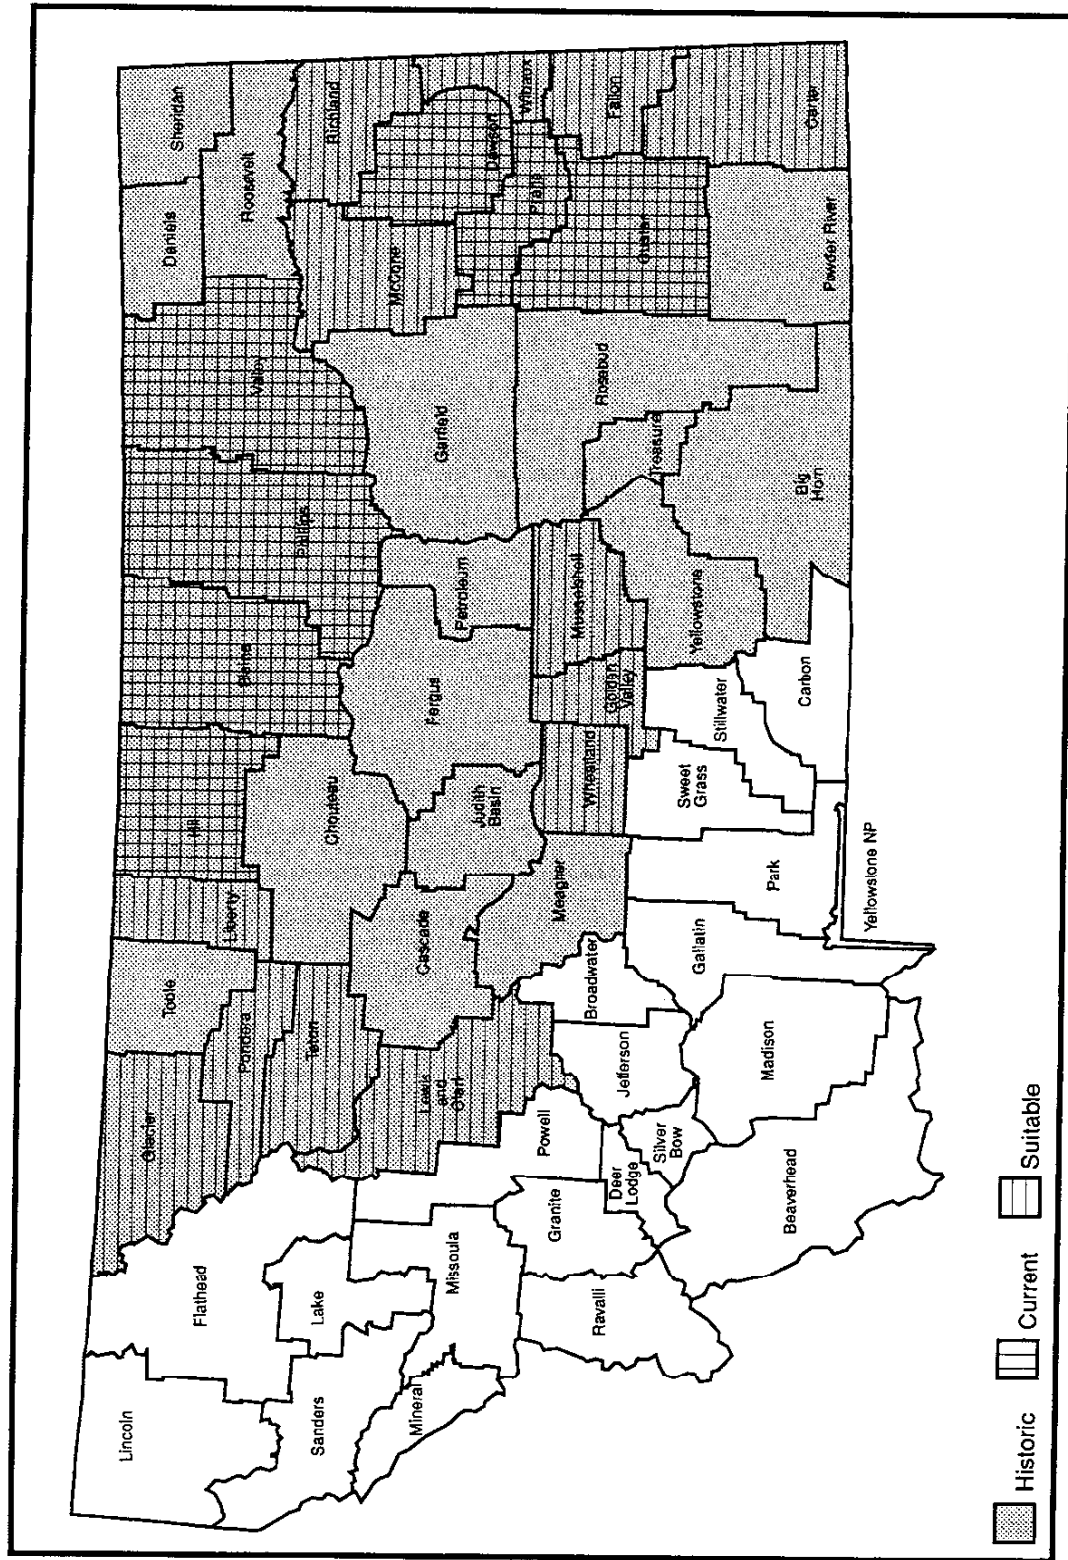 Lincoln
Flathead
Glacier
Toole
Liberty
Hill
Blaine
Phillips
Valley
Daniels
Sheridan
Roosevelt
Sanders
Lake
Pondera
Teton
Chouteau
Richland
McCone
Mineral
Missoula
Powell
Lewis
and
Clark
Cascade
Judith
Basin
Fergus
Petroleum
Garfield
Dawson
Prairie
Wibaux
Ravalli
Granite
Deer
Lodge
Silver
Bow
Jefferson
Broadwater
Meagher
Wheatland
Golden
Valley
Musselshell
Rosebud
Treasure
Custer
Fallon
Beaverhead
Madison
Gallatin
Park
Sweet
Grass
Stillwater
Carbon
Yellowstone
Big
Horn
Powder River
Carter
Yellowstone NP
Historic
Current
Suitable